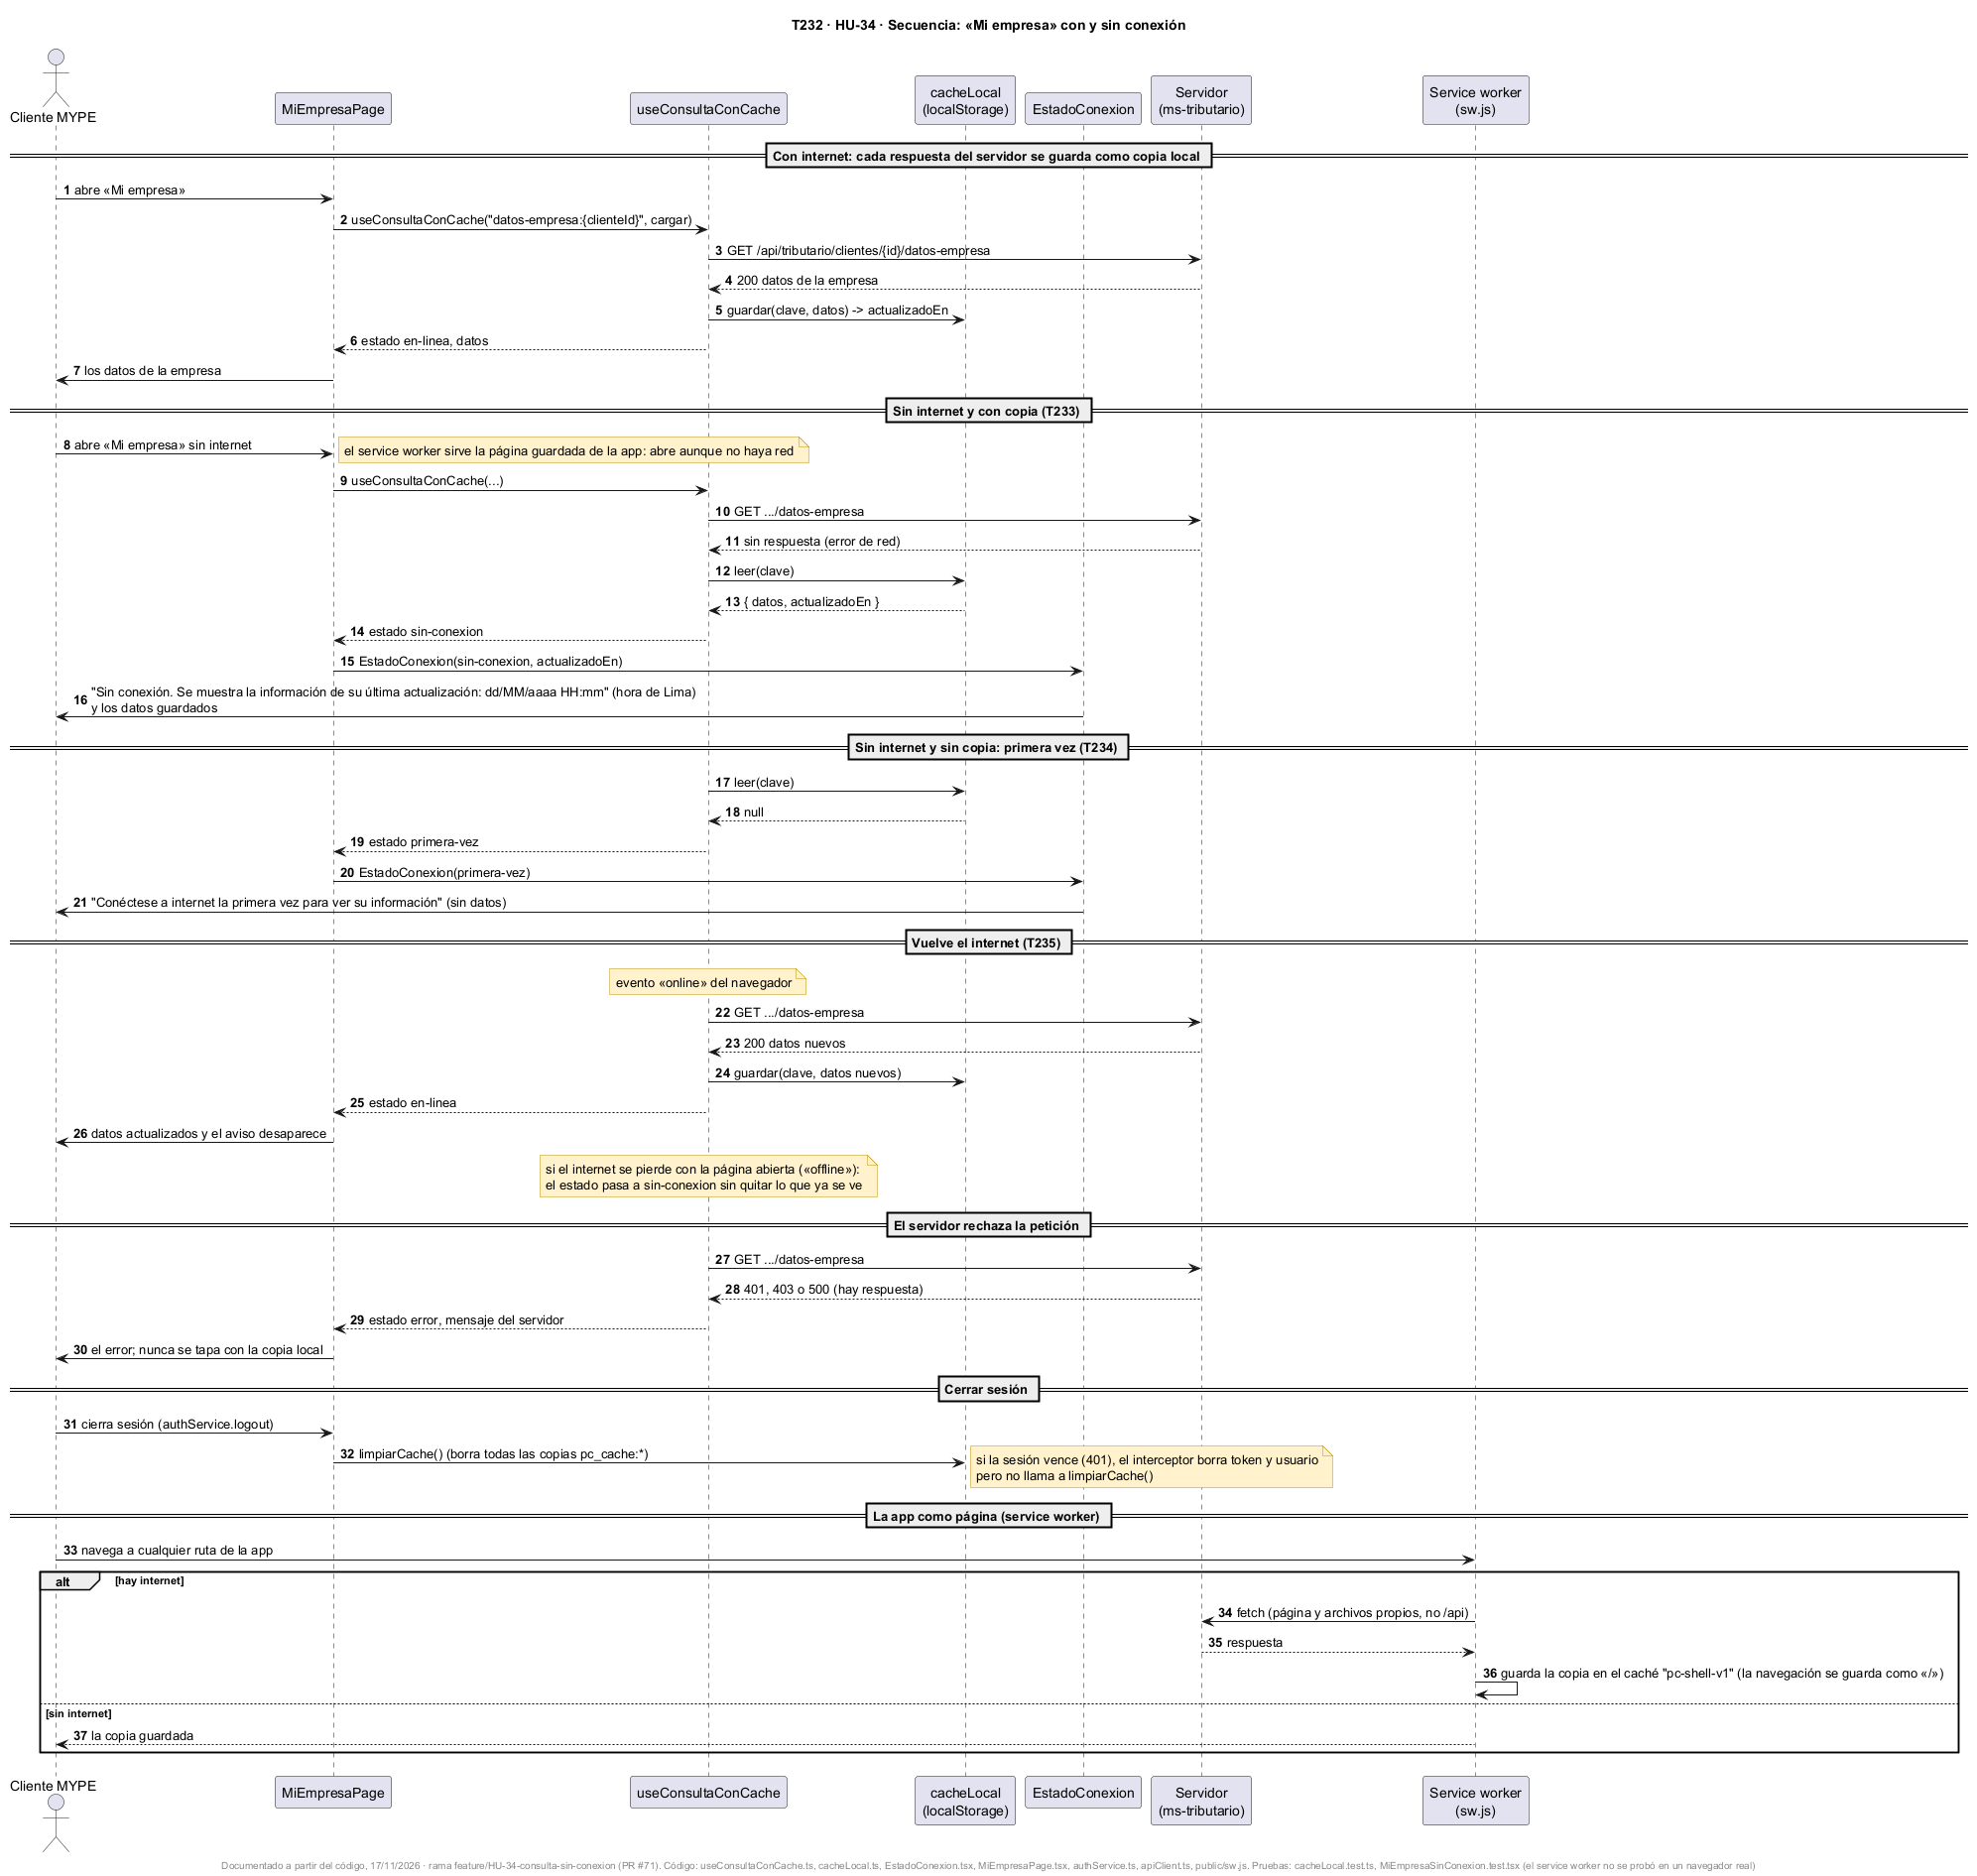 T232 · HU-34 · Secuencia: «Mi empresa» con y sin conexión
Cliente MYPE
MiEmpresaPage
useConsultaConCache
cacheLocal
(localStorage)
EstadoConexion
Servidor
(ms-tributario)
Service worker
(sw.js)
Con internet: cada respuesta del servidor se guarda como copia local
1 abre «Mi empresa»
2 useConsultaConCache("datos-empresa:{clienteId}", cargar)
3 GET /api/tributario/clientes/{id}/datos-empresa
4 200 datos de la empresa
5 guardar(clave, datos) -> actualizadoEn
6 estado en-linea, datos
7 los datos de la empresa
Sin internet y con copia (T233)
8 abre «Mi empresa» sin internet
el service worker sirve la página guardada de la app: abre aunque no haya red
9 useConsultaConCache(...)
10 GET .../datos-empresa
11 sin respuesta (error de red)
12 leer(clave)
13 { datos, actualizadoEn }
14 estado sin-conexion
15 EstadoConexion(sin-conexion, actualizadoEn)
16 "Sin conexión. Se muestra la información de su última actualización: dd/MM/aaaa HH:mm" (hora de Lima)
y los datos guardados
Sin internet y sin copia: primera vez (T234)
17 leer(clave)
18 null
19 estado primera-vez
20 EstadoConexion(primera-vez)
21 "Conéctese a internet la primera vez para ver su información" (sin datos)
Vuelve el internet (T235)
evento «online» del navegador
22 GET .../datos-empresa
23 200 datos nuevos
24 guardar(clave, datos nuevos)
25 estado en-linea
26 datos actualizados y el aviso desaparece
si el internet se pierde con la página abierta («offline»):
el estado pasa a sin-conexion sin quitar lo que ya se ve
El servidor rechaza la petición
27 GET .../datos-empresa
28 401, 403 o 500 (hay respuesta)
29 estado error, mensaje del servidor
30 el error; nunca se tapa con la copia local
Cerrar sesión
31 cierra sesión (authService.logout)
32 limpiarCache() (borra todas las copias pc_cache:*)
si la sesión vence (401), el interceptor borra token y usuario
pero no llama a limpiarCache()
La app como página (service worker)
33 navega a cualquier ruta de la app
alt [hay internet]
34 fetch (página y archivos propios, no /api)
35 respuesta
36 guarda la copia en el caché "pc-shell-v1" (la navegación se guarda como «/»)
[sin internet]
37 la copia guardada
Cliente MYPE
MiEmpresaPage
useConsultaConCache
cacheLocal
(localStorage)
EstadoConexion
Servidor
(ms-tributario)
Service worker
(sw.js)
Documentado a partir del código, 17/11/2026 · rama feature/HU-34-consulta-sin-conexion (PR #71). Código: useConsultaConCache.ts, cacheLocal.ts, EstadoConexion.tsx, MiEmpresaPage.tsx, authService.ts, apiClient.ts, public/sw.js. Pruebas: cacheLocal.test.ts, MiEmpresaSinConexion.test.tsx (el service worker no se probó en un navegador real)